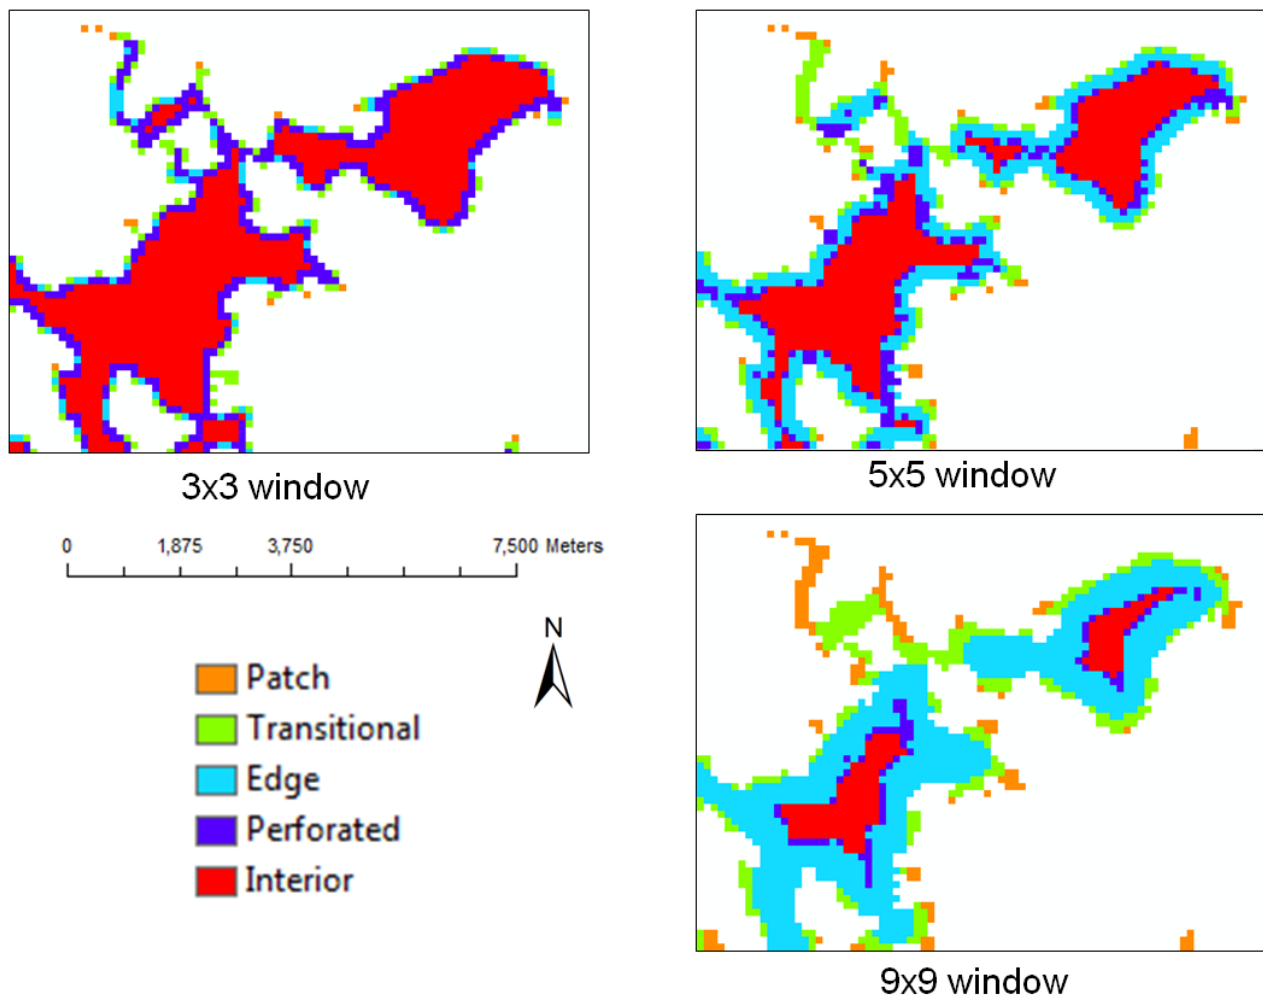 3x3 window
5x5 window
0 1,875 3,750 7,500 Meters
N
Patch
Transitional
Edge
Perforated
Interior
9x9 window